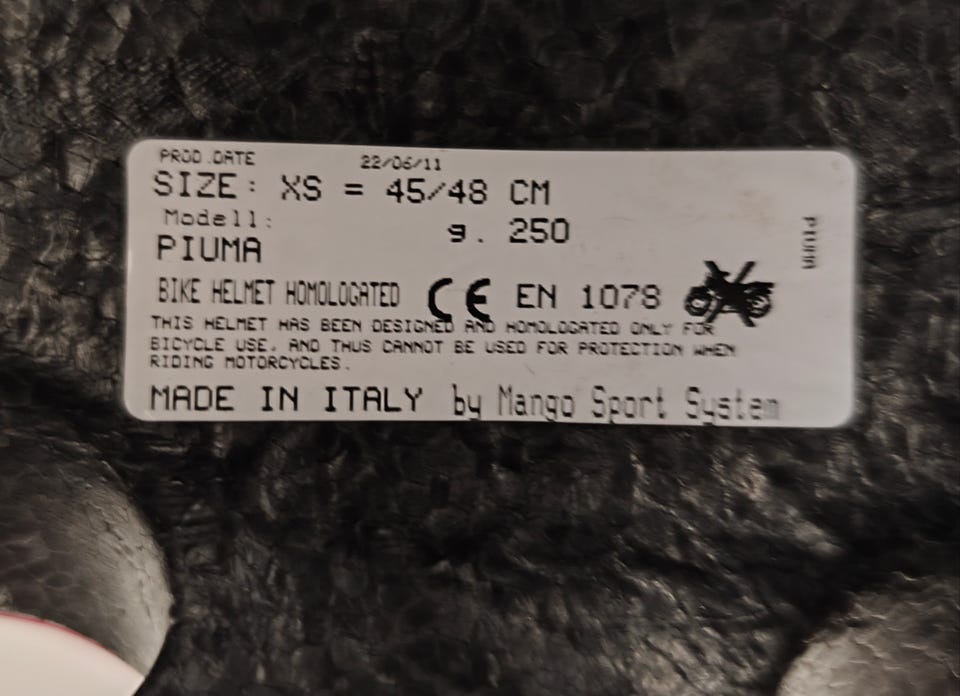 PROD.DATE 22/06/11
SIZE: XS = 45/48 CM
Modell: g. 250
PIUMA
BIKE HELMET HOMOLOGATED CE EN 1078
THIS HELMET HAS BEEN DESIGNED AND HOMOLOGATED ONLY FOR
BICYCLE USE. AND THUS CANNOT BE USED FOR PROTECTION WHEN
RIDING MOTORCYCLES.
MADE IN ITALY by Mango Sport System
PIUMA